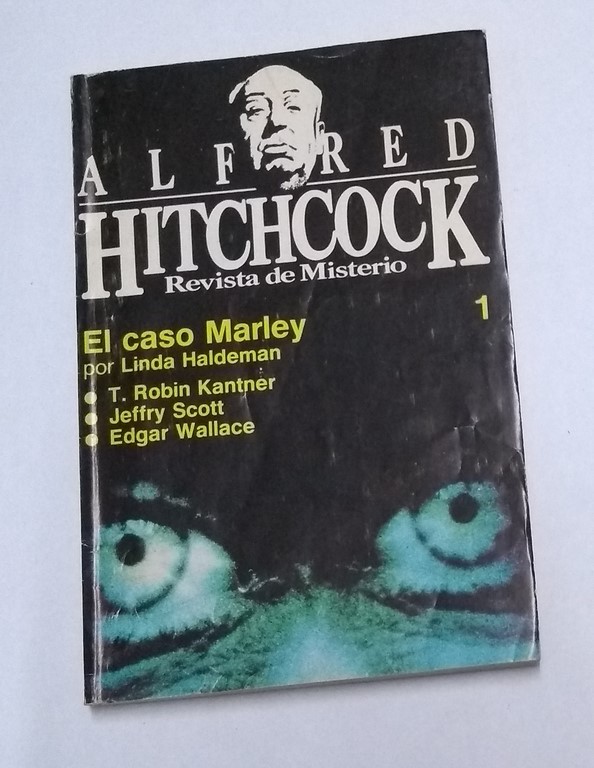 ALFRED
HITCHCOCK
Revista de Misterio
1
El caso Marley
por Linda Haldeman
● T. Robin Kantner
● Jeffry Scott
● Edgar Wallace